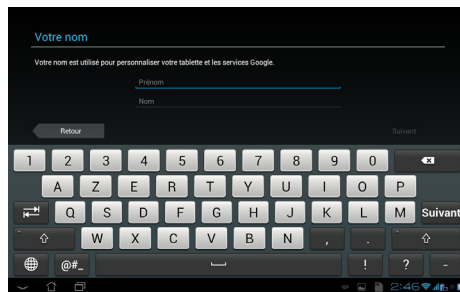 Votre nom
Votre nom est utilisé pour personnaliser votre tablette et les services Google.
Prénom
Nom
Retour Suivant
1 2 3 4 5 6 7 8 9 0
A Z E R T Y U I O P
Q S D F G H J K L M Suivant
W X C V B N , .
@#_ ! ? -
2:46